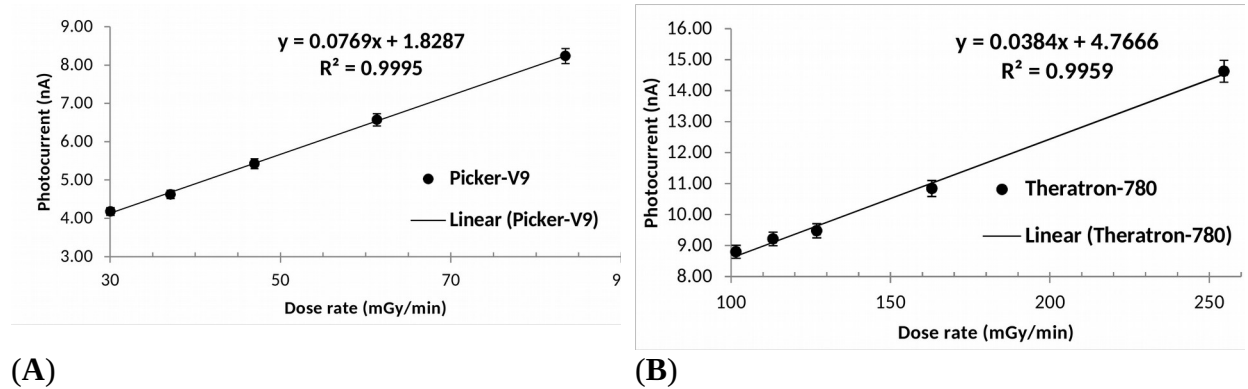 9.00
8.00
7.00
6.00
5.00
4.00
3.00
30
50
70
9
Photocurrent (nA)
Dose rate (mGy/min)
y = 0.0769x + 1.8287
R² = 0.9995
Picker-V9
Linear (Picker-V9)
(A)
16.00
15.00
14.00
13.00
12.00
11.00
10.00
9.00
8.00
100
150
200
250
Photocurrent (nA)
Dose rate (mGy/min)
y = 0.0384x + 4.7666
R² = 0.9959
Theratron-780
Linear (Theratron-780)
(B)